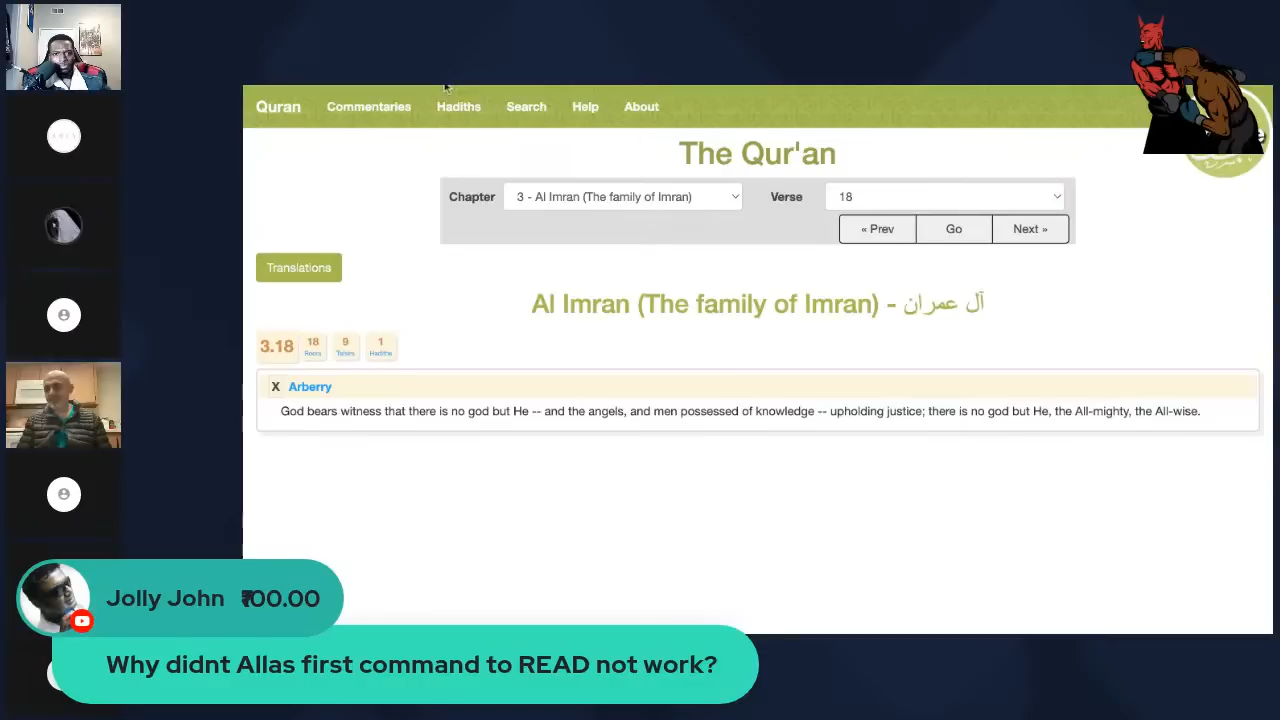 Quran Commentaries Hadiths Search Help About
The Qur'an
Chapter 3 - Al Imran (The family of Imran) Verse 18
« Prev Go Next »
Translations
Al Imran (The family of Imran) - آل عمران
3.18 18 9 1
Roots Tafsirs Hadiths
X Arberry
God bears witness that there is no god but He -- and the angels, and men possessed of knowledge -- upholding justice; there is no god but He, the All-mighty, the All-wise.
Jolly John ₹100.00
Why didnt Allas first command to READ not work?